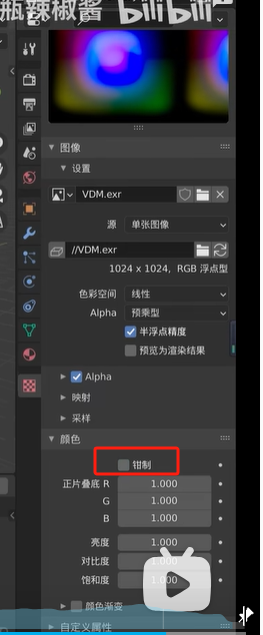 瓶辣椒酱 bilibili
图像
设置
VDM.exr
源 单张图像
//VDM.exr
1024 x 1024, RGB 浮点型
色彩空间 线性
Alpha 预乘型
半浮点精度
预览为渲染结果
Alpha
映射
采样
颜色
钳制
正片叠底 R 1.000
G 1.000
B 1.000
亮度 1.000
对比度
饱和度
颜色渐变
自定义属性